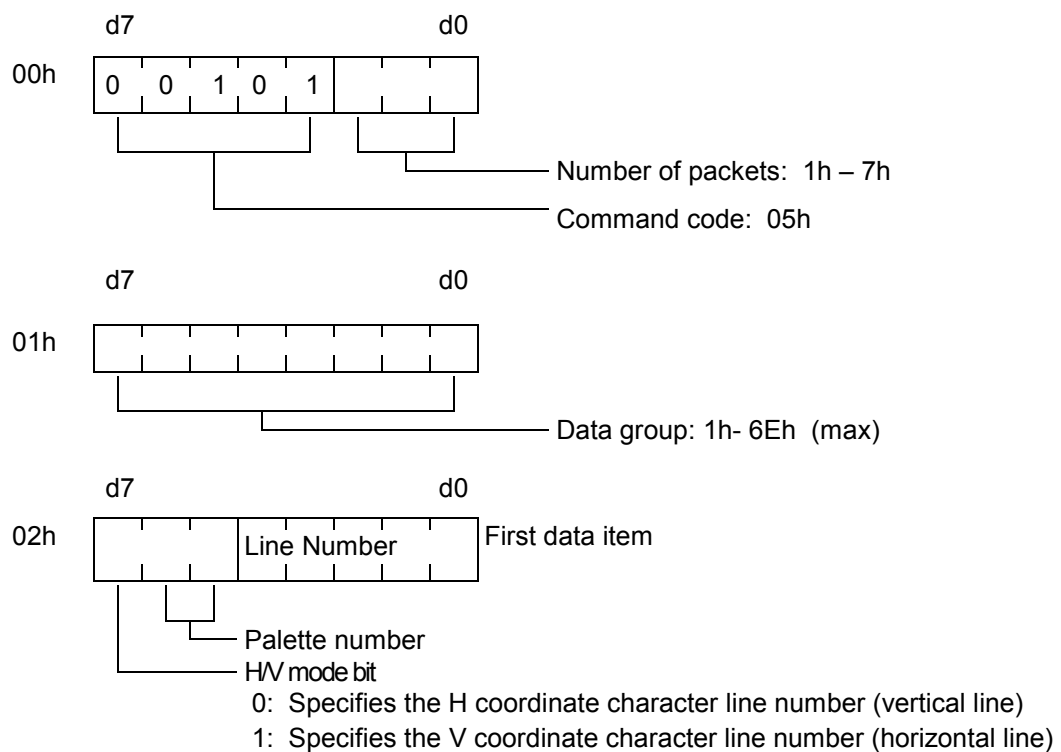 d7 d0
00h 0 0 1 0 1
Number of packets: 1h – 7h
Command code: 05h
d7 d0
01h
Data group: 1h- 6Eh (max)
d7 d0
02h Line Number First data item
Palette number
H/V mode bit
0: Specifies the H coordinate character line number (vertical line)
1: Specifies the V coordinate character line number (horizontal line)